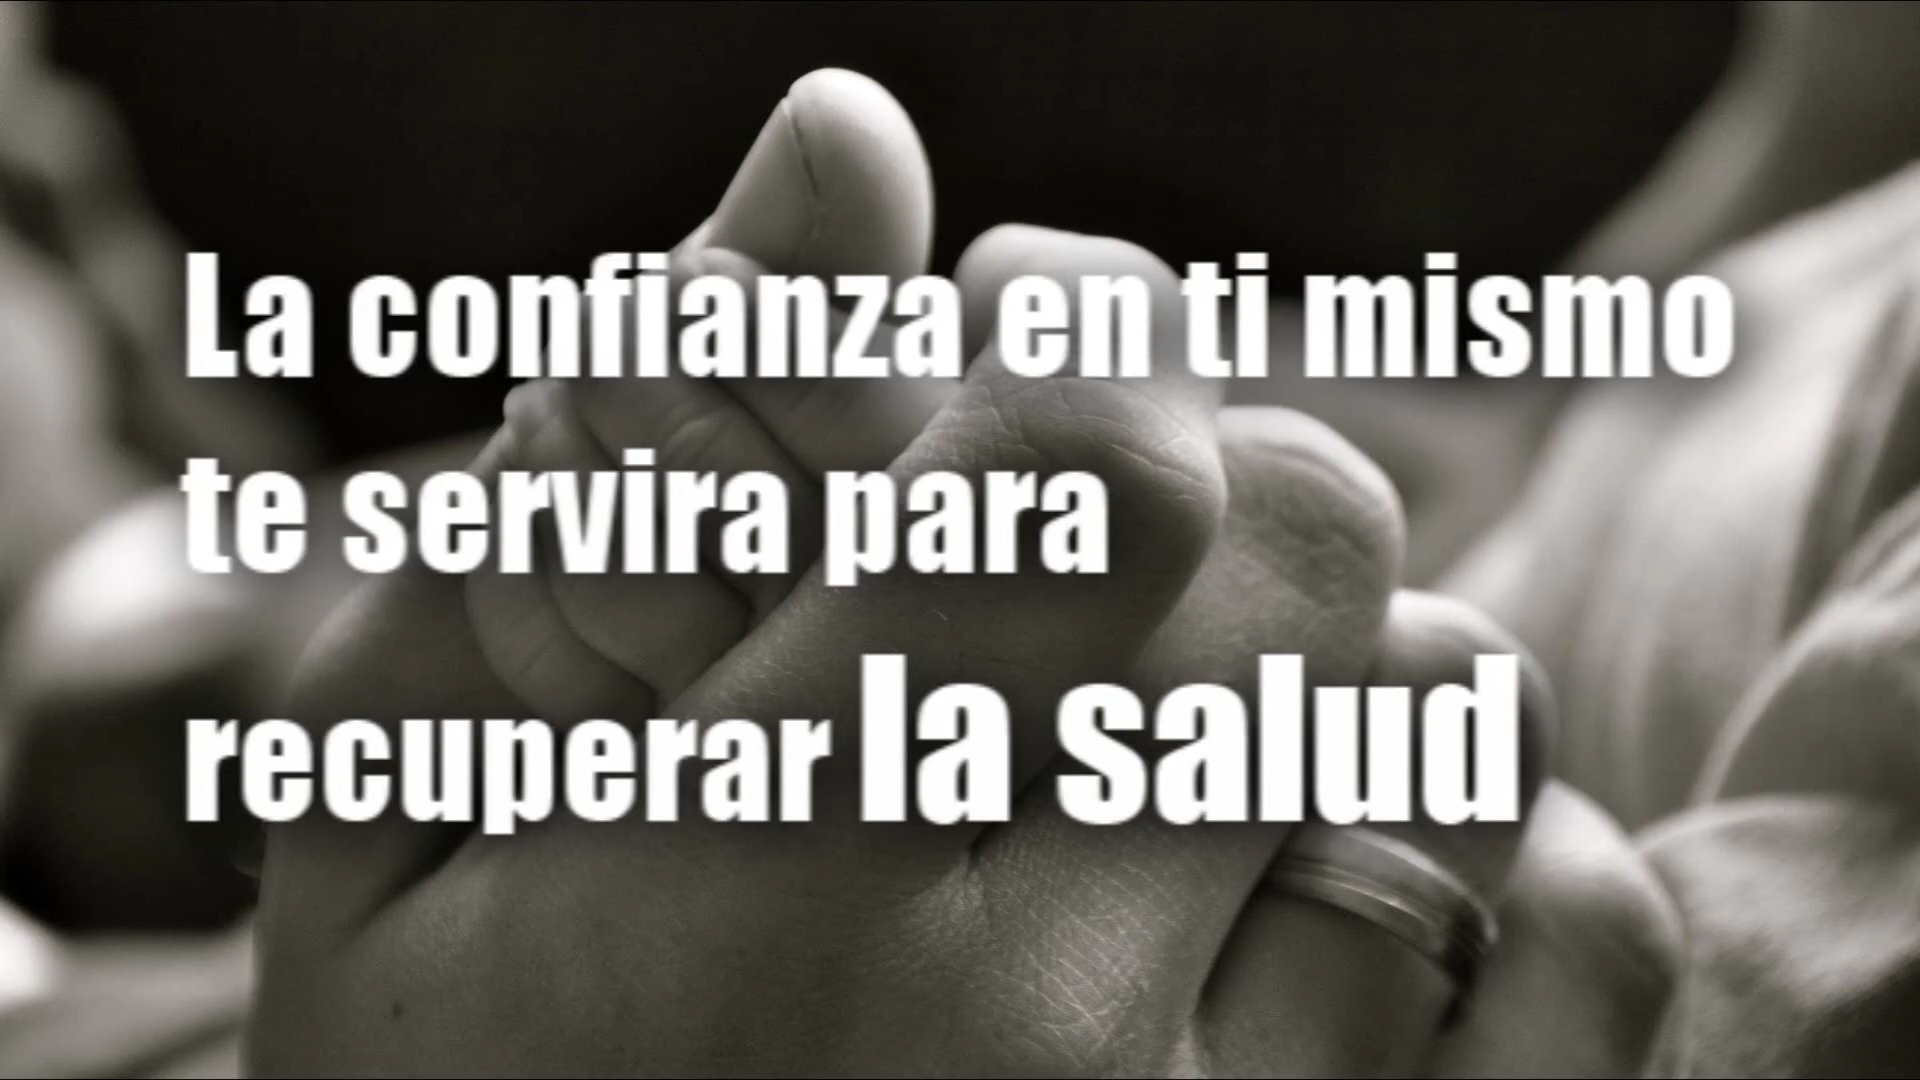 La confianza en ti mismo
te servira para
recuperar la salud